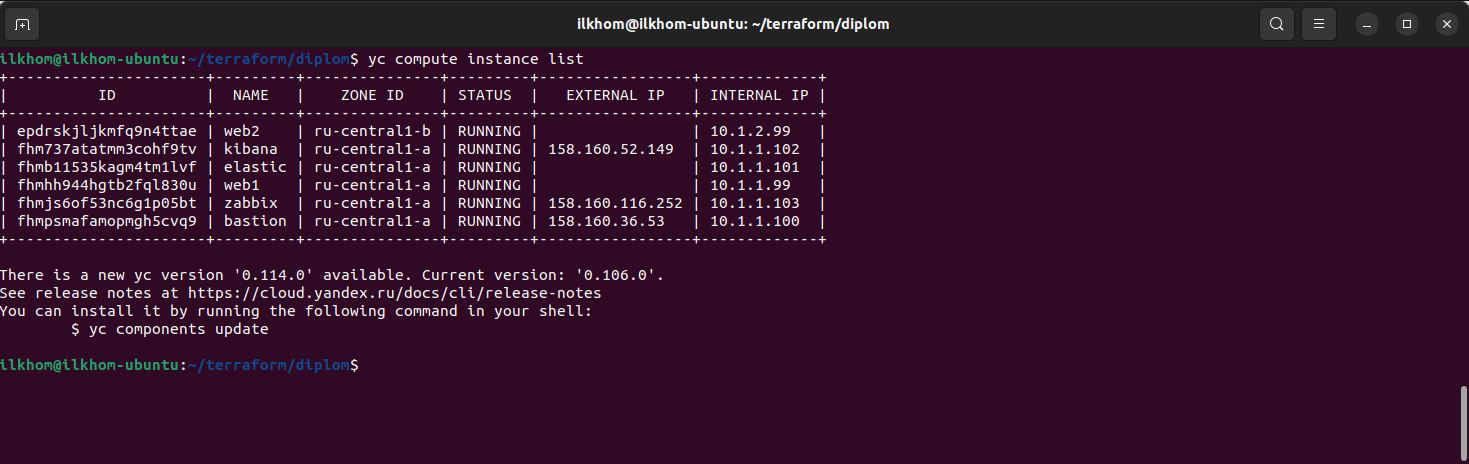 ilkhom@ilkhom-ubuntu: ~/terraform/diplom
ilkhom@ilkhom-ubuntu:~/terraform/diplom$ yc compute instance list
+----------------------+---------+---------------+---------+-----------------+-------------+
|          ID          |  NAME   |    ZONE ID    | STATUS  |   EXTERNAL IP   | INTERNAL IP |
+----------------------+---------+---------------+---------+-----------------+-------------+
| epdrskjljkmfq9n4ttae | web2    | ru-central1-b | RUNNING |                 | 10.1.2.99   |
| fhm737atatmm3cohf9tv | kibana  | ru-central1-a | RUNNING | 158.160.52.149  | 10.1.1.102  |
| fhmb11535kagm4tm1lvf | elastic | ru-central1-a | RUNNING |                 | 10.1.1.101  |
| fhmhh944hgtb2fql830u | web1    | ru-central1-a | RUNNING |                 | 10.1.1.99   |
| fhmjs6of53nc6g1p05bt | zabbix  | ru-central1-a | RUNNING | 158.160.116.252 | 10.1.1.103  |
| fhmpsmafamopmgh5cvq9 | bastion | ru-central1-a | RUNNING | 158.160.36.53   | 10.1.1.100  |
+----------------------+---------+---------------+---------+-----------------+-------------+
There is a new yc version '0.114.0' available. Current version: '0.106.0'.
See release notes at https://cloud.yandex.ru/docs/cli/release-notes
You can install it by running the following command in your shell:
        $ yc components update
ilkhom@ilkhom-ubuntu:~/terraform/diplom$